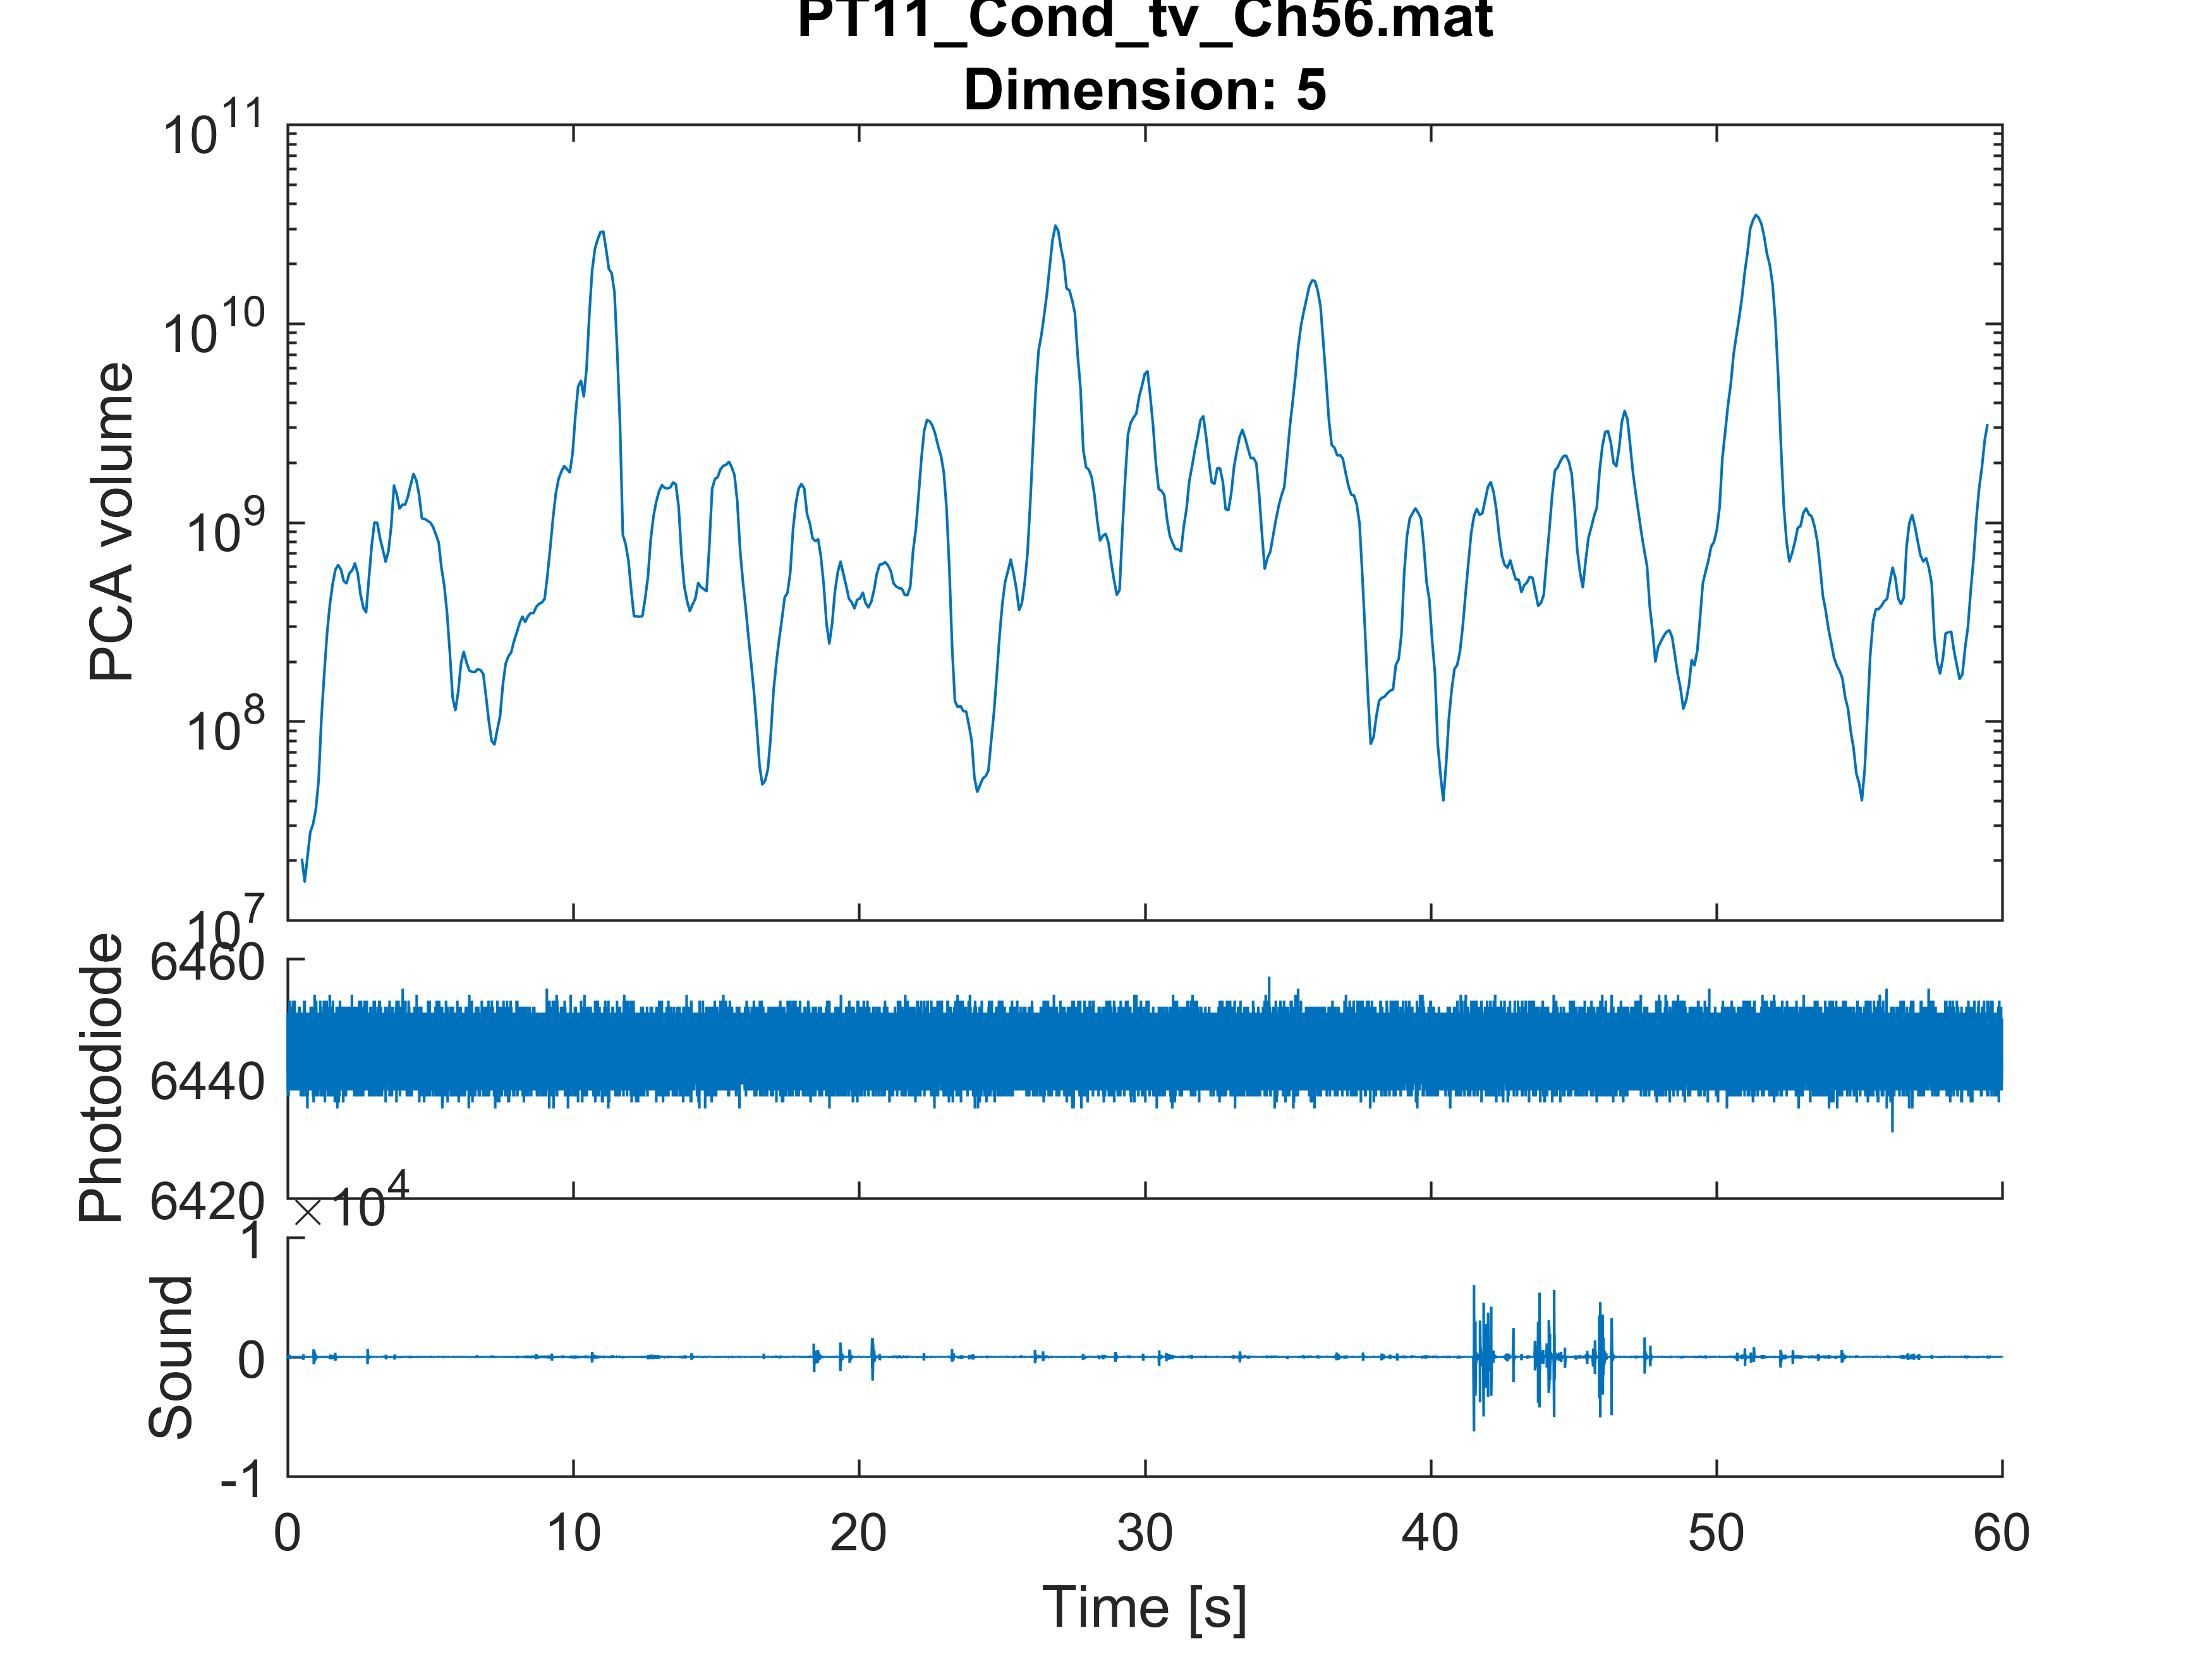 PT11_Cond_tv_Ch56.mat
Dimension: 5
10^11
10^10
10^9
10^8
10^7
PCA volume
6460
6440
6420
Photodiode
×10^4
1
0
-1
Sound
0 10 20 30 40 50 60
Time [s]